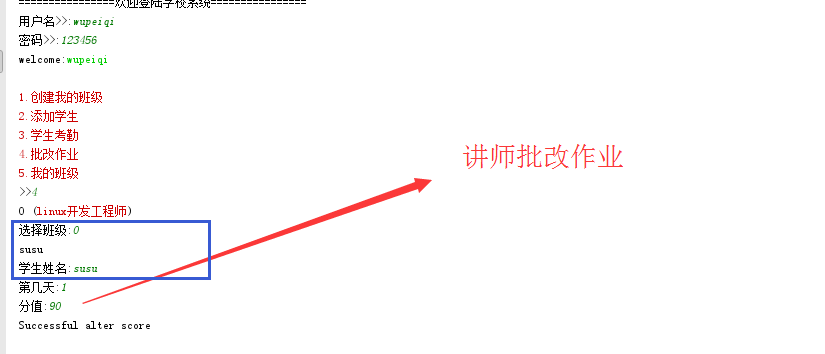 ================欢迎登陆学校系统================
用户名>>:wupeiqi
密码>>:123456
welcome:wupeiqi
1.创建我的班级
2.添加学生
3.学生考勤
4.批改作业
5.我的班级
>>4
0 (linux开发工程师)
选择班级:0
susu
学生姓名:susu
第几天:1
分值:90
Successful alter score
讲师批改作业